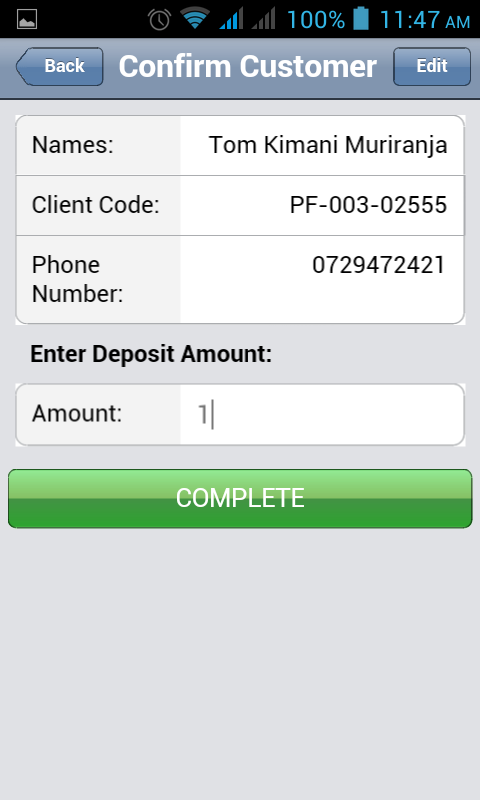 100% 11:47 AM
Back Confirm Customer Edit
Names: Tom Kimani Muriranja
Client Code: PF-003-02555
Phone Number: 0729472421
Enter Deposit Amount:
Amount: 1
COMPLETE